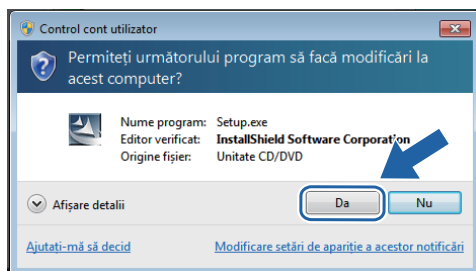 Control cont utilizator
Permiteți următorului program să facă modificări la
acest computer?
Nume program: Setup.exe
Editor verificat: InstallShield Software Corporation
Origine fișier: Unitate CD/DVD
Afișare detalii Da Nu
Ajutați-mă să decid Modificare setări de apariție a acestor notificări